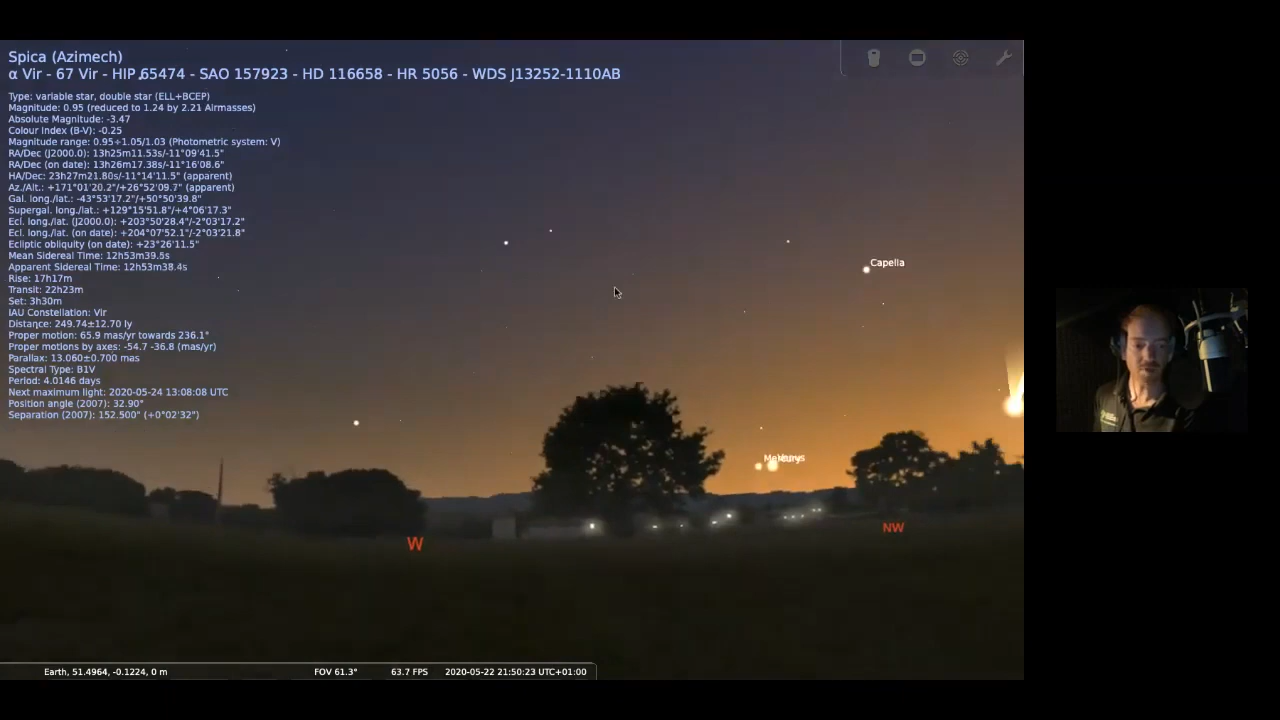 Spica (Azimech)
α Vir - 67 Vir - HIP 65474 - SAO 157923 - HD 116658 - HR 5056 - WDS J13252-1110AB
Type: variable star, double star (ELL+BCEP)
Magnitude: 0.95 (reduced to 1.24 by 2.21 Airmasses)
Absolute Magnitude: -3.47
Colour Index (B-V): -0.25
Magnitude range: 0.95÷1.05/1.03 (Photometric system: V)
RA/Dec (J2000.0): 13h25m11.53s/-11°09'41.5"
RA/Dec (on date): 13h26m17.38s/-11°16'08.6"
HA/Dec: 23h27m21.80s/-11°14'11.5" (apparent)
Az./Alt.: +171°01'20.2"/+26°52'09.7" (apparent)
Gal. long./lat.: -43°53'17.2"/+50°50'39.8"
Supergal. long./lat.: +129°15'51.8"/+4°06'17.3"
Ecl. long./lat. (J2000.0): +203°50'28.4"/-2°03'17.2"
Ecl. long./lat. (on date): +204°07'52.1"/-2°03'21.8"
Ecliptic obliquity (on date): +23°26'11.5"
Mean Sidereal Time: 12h53m39.5s
Apparent Sidereal Time: 12h53m38.4s
Rise: 17h17m
Transit: 22h23m
Set: 3h30m
IAU Constellation: Vir
Distance: 249.74±12.70 ly
Proper motion: 65.9 mas/yr towards 236.1°
Proper motions by axes: -54.7 -36.8 (mas/yr)
Parallax: 13.060±0.700 mas
Spectral Type: B1V
Period: 4.0146 days
Next maximum light: 2020-05-24 13:08:08 UTC
Position angle (2007): 32.90°
Separation (2007): 152.500" (+0°02'32")
Capella
W
NW
Earth, 51.4964, -0.1224, 0 m
FOV 61.3°
63.7 FPS
2020-05-22 21:50:23 UTC+01:00